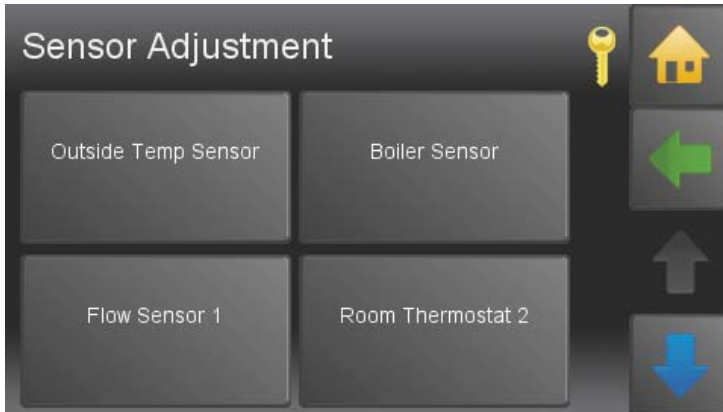 Sensor Adjustment
Outside Temp Sensor
Boiler Sensor
Flow Sensor 1
Room Thermostat 2